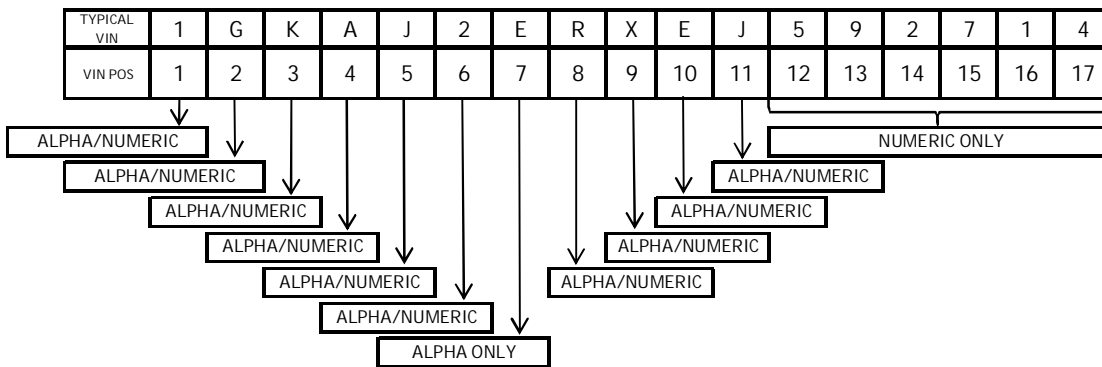 TYPICAL VIN 1 G K A J 2 E R X E J 5 9 2 7 1 4
VIN POS 1 2 3 4 5 6 7 8 9 10 11 12 13 14 15 16 17
ALPHA/NUMERIC NUMERIC ONLY
ALPHA/NUMERIC ALPHA/NUMERIC
ALPHA/NUMERIC ALPHA/NUMERIC
ALPHA/NUMERIC ALPHA/NUMERIC
ALPHA/NUMERIC ALPHA/NUMERIC
ALPHA/NUMERIC
ALPHA ONLY